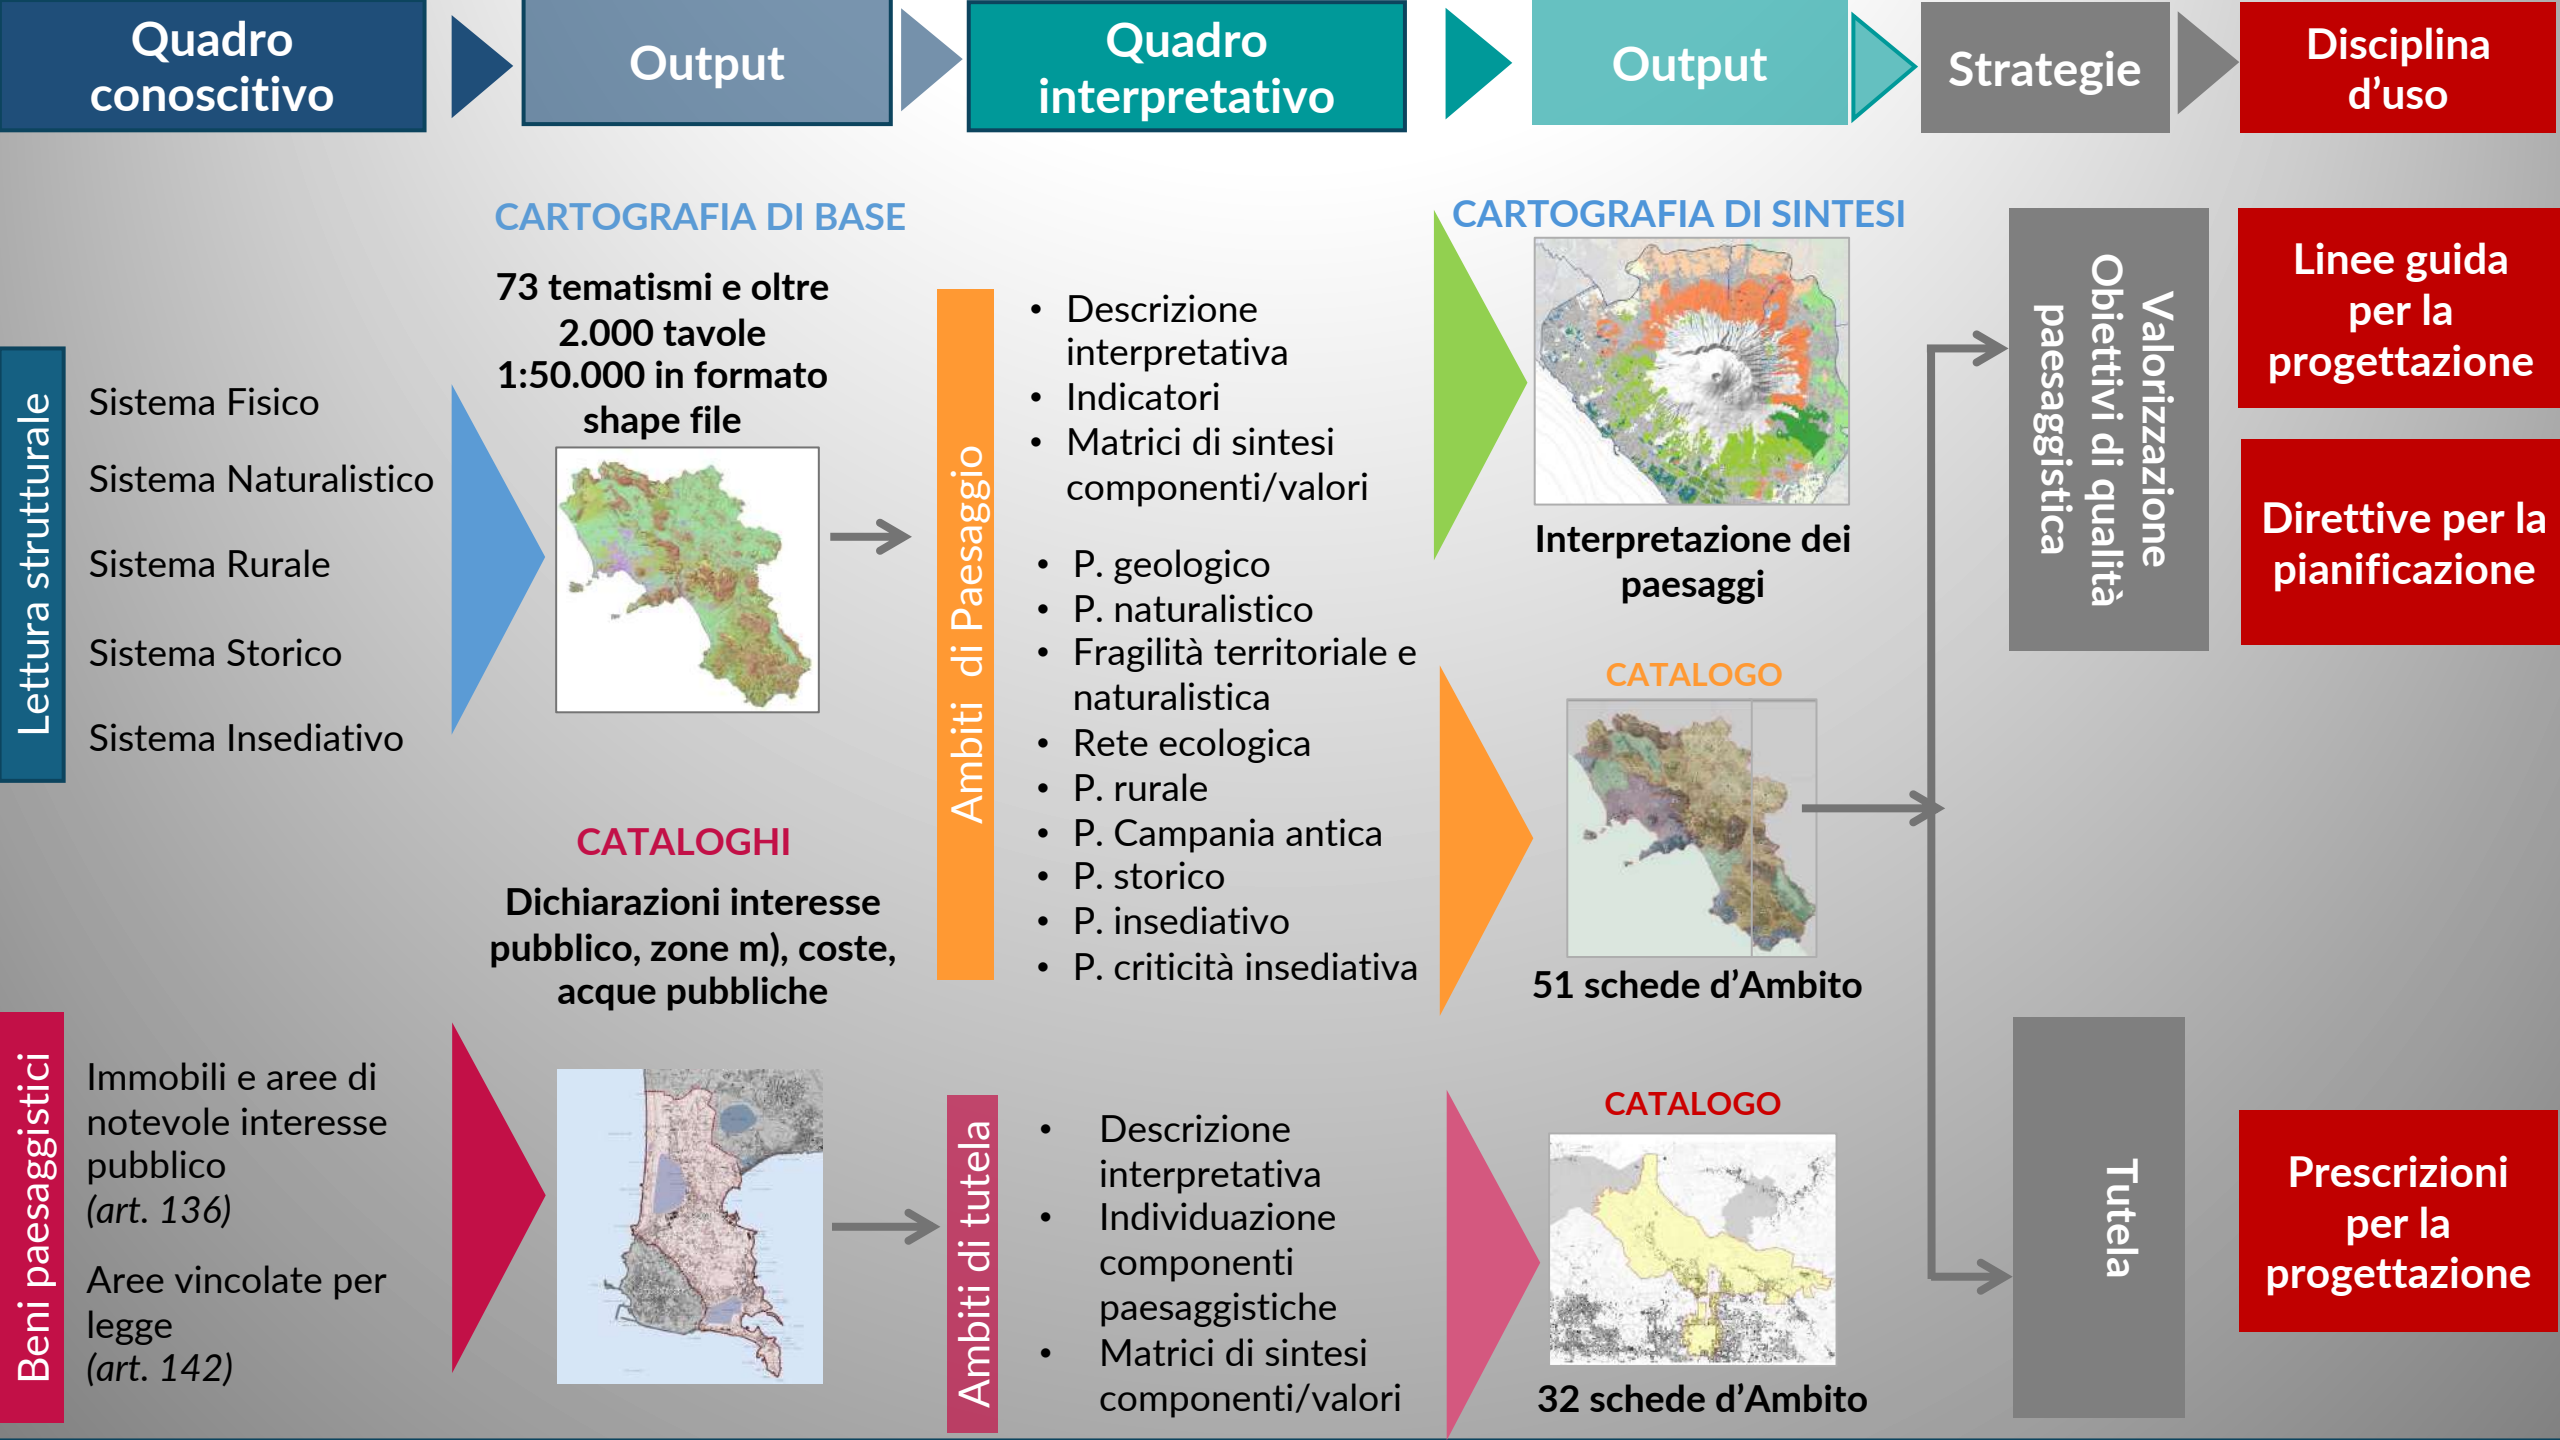 Quadro
conoscitivo
Output
Quadro
interpretativo
Output
Strategie
Disciplina
d’uso
Lettura strutturale
Sistema Fisico
Sistema Naturalistico
Sistema Rurale
Sistema Storico
Sistema Insediativo
CARTOGRAFIA DI BASE
73 tematismi e oltre
2.000 tavole
1:50.000 in formato
shape file
Ambiti di Paesaggio
• Descrizione
interpretativa
• Indicatori
• Matrici di sintesi
componenti/valori
• P. geologico
• P. naturalistico
• Fragilità territoriale e
naturalistica
• Rete ecologica
• P. rurale
• P. Campania antica
• P. storico
• P. insediativo
• P. criticità insediativa
CARTOGRAFIA DI SINTESI
Interpretazione dei
paesaggi
CATALOGO
51 schede d’Ambito
Valorizzazione
Obiettivi di qualità
paesaggistica
Linee guida
per la
progettazione
Direttive per la
pianificazione
Beni paesaggistici
Immobili e aree di
notevole interesse
pubblico
(art. 136)
Aree vincolate per
legge
(art. 142)
CATALOGHI
Dichiarazioni interesse
pubblico, zone m), coste,
acque pubbliche
Ambiti di tutela
• Descrizione
interpretativa
• Individuazione
componenti
paesaggistiche
• Matrici di sintesi
componenti/valori
CATALOGO
32 schede d’Ambito
Tutela
Prescrizioni
per la
progettazione